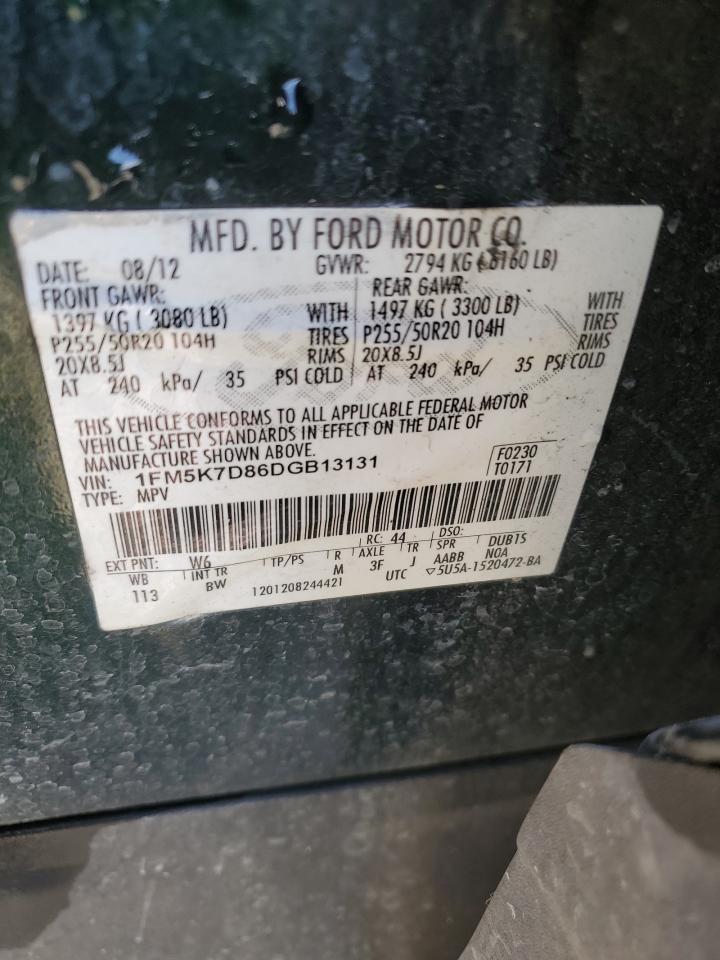 MFD. BY FORD MOTOR CO.
DATE: 08/12 GVWR: 2794 KG (6160 LB)
FRONT GAWR: REAR GAWR:
1397 KG ( 3080 LB) WITH 1497 KG ( 3300 LB) WITH
P255/50R20 104H TIRES P255/50R20 104H TIRES
20X8.5J RIMS 20X8.5J RIMS
AT 240 kPa/ 35 PSI COLD AT 240 kPa/ 35 PSI COLD
THIS VEHICLE CONFORMS TO ALL APPLICABLE FEDERAL MOTOR
VEHICLE SAFETY STANDARDS IN EFFECT ON THE DATE OF
MANUFACTURE SHOWN ABOVE.
VIN: 1FM5K7D86DGB13131 F0230
TYPE: MPV T0171
RC: 44 DSO:
EXT PNT: W6 TP/PS R AXLE TR SPR DUB1S
WB INT TR M 3F J AABB N0A
113 BW 1201208244421 UTC ▽5U5A-1520472-BA